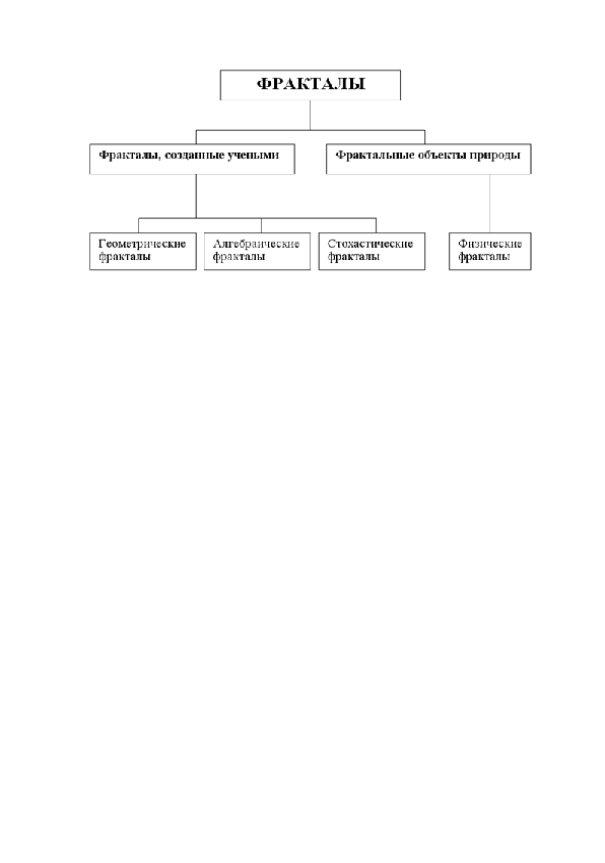 ФРАКТАЛЫ
Фракталы, созданные учеными
Фрактальные объекты природы
Геометрические
фракталы
Алгебраические
фракталы
Стохастические
фракталы
Физические
фракталы